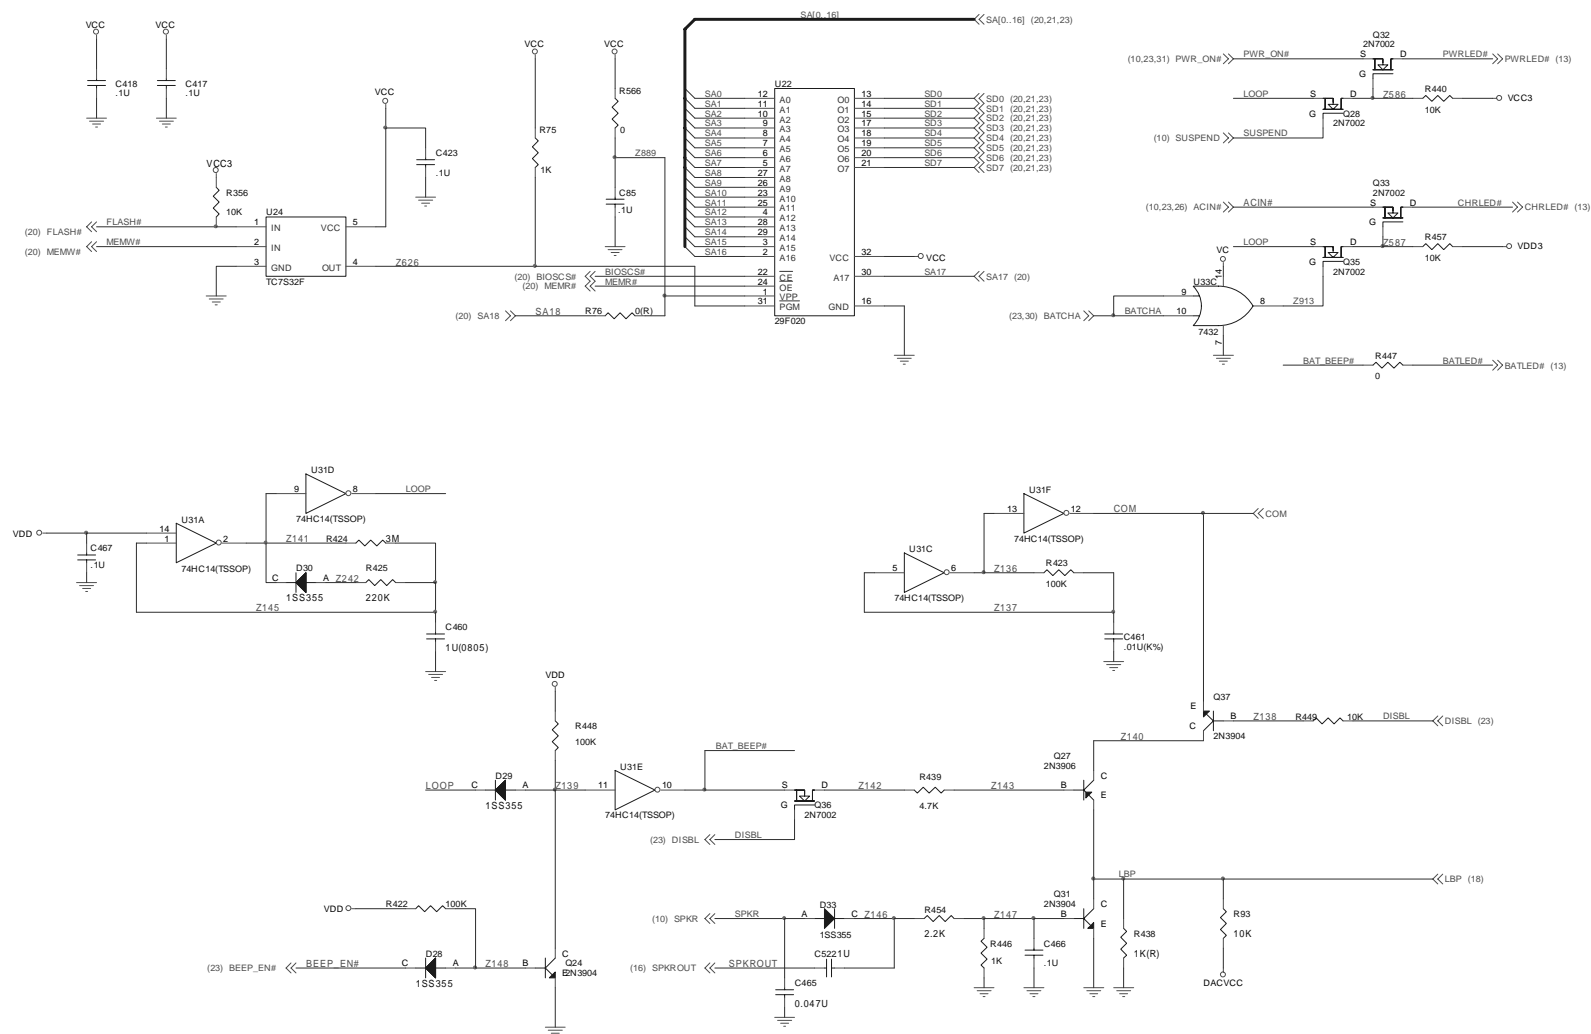 SA[0..16]
SA[0..16] (20,21,23)
VCC
VCC
C418
.1U
C417
.1U
VCC
VCC
VCC
C423
.1U
R75
1K
R566
0
Z889
C85
.1U
VCC3
R356
10K
U24
(20) FLASH#
FLASH#
1
IN
VCC
5
(20) MEMW#
MEMW#
2
IN
3
GND
OUT
4
Z626
TC7S32F
U22
SA0 12 A0 O0 13 SD0 SD0 (20,21,23)
SA1 11 A1 O1 14 SD1 SD1 (20,21,23)
SA2 10 A2 O2 15 SD2 SD2 (20,21,23)
SA3 9 A3 O3 17 SD3 SD3 (20,21,23)
SA4 8 A4 O4 18 SD4 SD4 (20,21,23)
SA5 7 A5 O5 19 SD5 SD5 (20,21,23)
SA6 6 A6 O6 20 SD6 SD6 (20,21,23)
SA7 5 A7 O7 21 SD7 SD7 (20,21,23)
SA8 27 A8
SA9 26 A9
SA10 23 A10
SA11 25 A11
SA12 4 A12
SA13 28 A13
SA14 29 A14
SA15 3 A15
SA16 2 A16
VCC 32 VCC
(20) BIOSCS# BIOSCS# 22 CE A17 30 SA17 SA17 (20)
(20) MEMR# MEMR# 24 OE
1 VPP
31 PGM GND 16
(20) SA18 SA18 R76 0(R)
29F020
Q32
2N7002
(10,23,31) PWR_ON# PWR_ON# S D PWRLED# PWRLED# (13)
G
LOOP S D Z586 R440 VCC3
G Q28 10K
2N7002
(10) SUSPEND SUSPEND
Q33
2N7002
(10,23,26) ACIN# ACIN# S D CHRLED# CHRLED# (13)
G
LOOP S D Z587 R457 VDD3
G Q35 10K
2N7002
VC
14
U33C
9
8 Z913
(23,30) BATCHA BATCHA 10
7432
7
BAT_BEEP# R447 BATLED# BATLED# (13)
0
U31D
9 8 LOOP
74HC14(TSSOP)
VDD
14
U31A
1 2
C467
.1U
74HC14(TSSOP)
Z141 R424 3M
C D30 A Z242 R425
1SS355 220K
Z145
C460
1U(0805)
U31F
13 12 COM COM
74HC14(TSSOP)
U31C
5 6 Z136 R423
100K
74HC14(TSSOP)
Z137
C461
.01U(K%)
VDD
R448
100K
E Q37
C B Z138 R449 10K DISBL DISBL (23)
2N3904
Z140
BAT_BEEP#
Q27
2N3906
LOOP C D29 A Z139 11 U31E 10
1SS355
74HC14(TSSOP)
S D Z142 R439 Z143 B C
E
G Q36
2N7002
4.7K
(23) DISBL DISBL
LBP LBP (18)
VDD R422 100K
(23) BEEP_EN# BEEP_EN# C D28 A Z148 B C
1SS355
E Q24
2N3904
(10) SPKR SPKR A D33 C Z146 R454 Z147 B C
1SS355
2.2K
Q31
2N3904
E
C522 1U
(16) SPKROUT SPKROUT
C465
0.047U
R446
1K
C466
.1U
R438
1K(R)
R93
10K
DACVCC